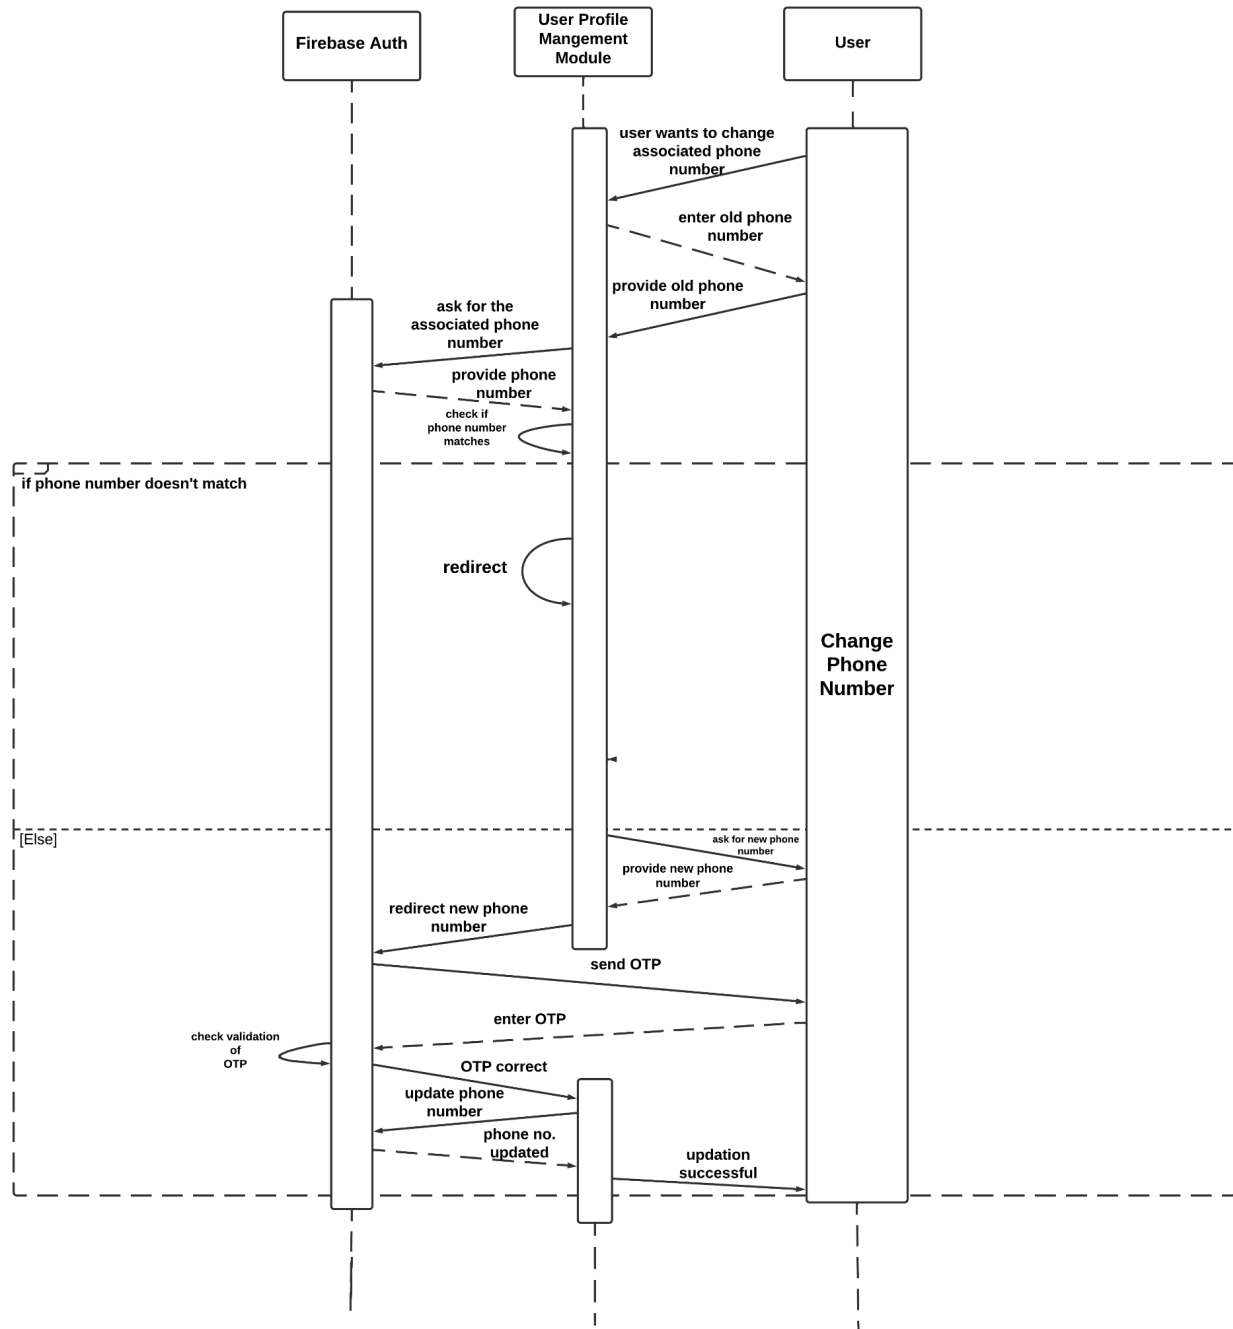 Firebase Auth
User Profile
Mangement
Module
User
user wants to change
associated phone
number
enter old phone
number
provide old phone
number
ask for the
associated phone
number
provide phone
number
check if
phone number
matches
if phone number doesn't match
redirect
Change
Phone
Number
[Else]
ask for new phone
number
provide new phone
number
redirect new phone
number
send OTP
enter OTP
check validation
of
OTP
OTP correct
update phone
number
phone no.
updated
updation
successful